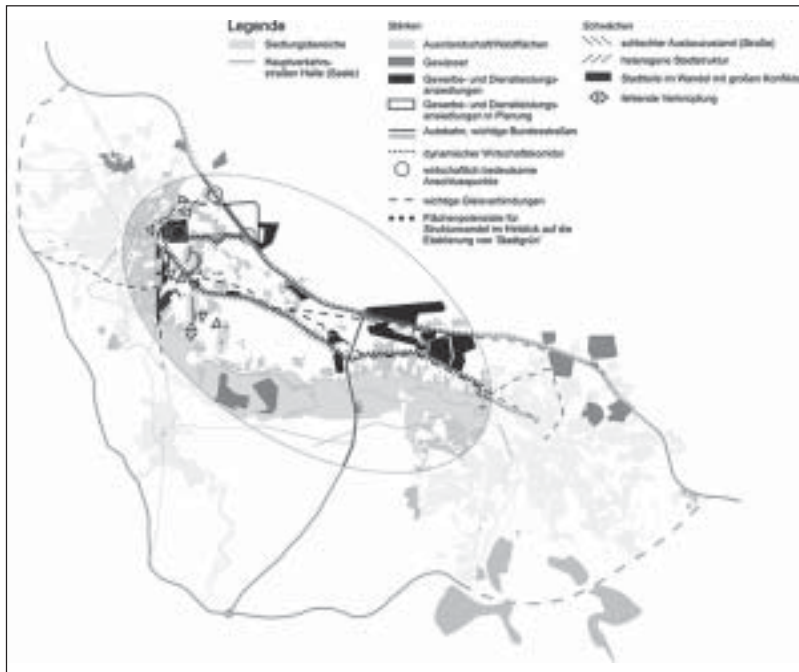 Legende
Siedlungsbereiche
Hauptverkehrs-
straßen Halle (Saale)
Stärken
Auenlandschaft/Waldflächen
Gewässer
Gewerbe- und Dienstleistungs-
ansiedlungen
Gewerbe- und Dienstleistungs-
ansiedlungen in Planung
Autobahn, wichtige Bundesstraßen
dynamischer Wirtschaftskorridor
wirtschaftlich bedeutsame
Anschlusspunkte
wichtige Gleisverbindungen
Flächenpotenziale für
Strukturwandel im Hinblick auf die
Etablierung von 'Stadtgrün'
Schwächen
schlechter Ausbauzustand (Straße)
heterogene Stadtstruktur
Stadtteile im Wandel mit großen Konflikten
fehlende Verknüpfung